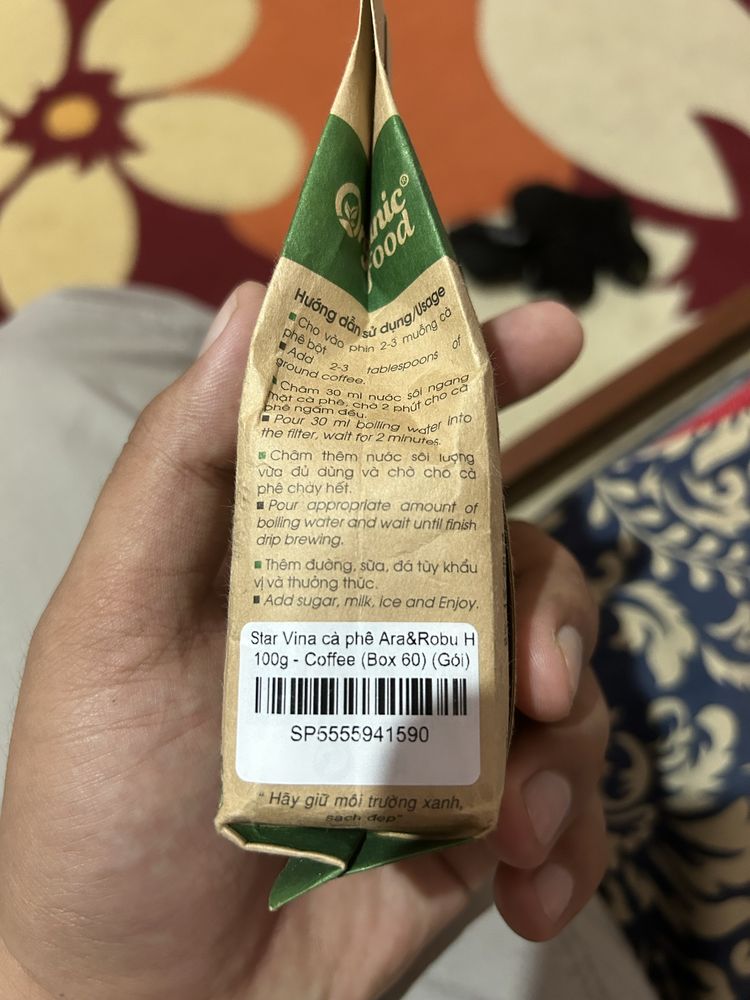 nic®
Food
Hướng dẫn sử dụng/Usage
Cho vào phin 2-3 muỗng cà
phê bột
Add 2-3 tablespoons of
ground coffee.
Châm 30 ml nước sôi ngang
mặt cà phê, chờ 2 phút cho cà
phê ngấm đều.
Pour 30 ml boiling water into
the filter, wait for 2 minutes.
Châm thêm nước sôi lượng
vừa đủ dùng và chờ cho cà
phê chảy hết.
Pour appropriate amount of
boiling water and wait until finish
drip brewing.
Thêm đường, sữa, đá tùy khẩu
vị và thưởng thức.
Add sugar, milk, ice and Enjoy.
Star Vina cà phê Ara&Robu H
100g - Coffee (Box 60) (Gói)
SP5555941590
“ Hãy giữ môi trường xanh,
sạch đẹp”